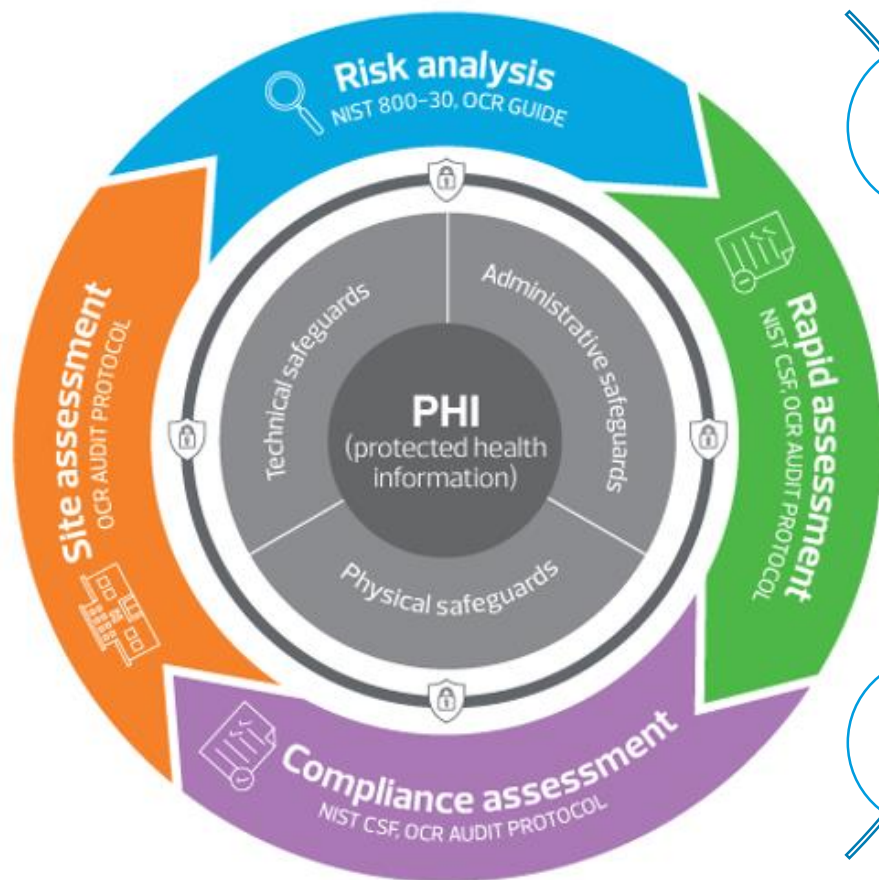 Risk analysis
NIST 800-30, OCR GUIDE
Rapid assessment
NIST CSF, OCR AUDIT PROTOCOL
Compliance assessment
NIST CSF, OCR AUDIT PROTOCOL
Site assessment
OCR AUDIT PROTOCOL
Technical safeguards
Administrative safeguards
Physical safeguards
PHI
(protected health
information)